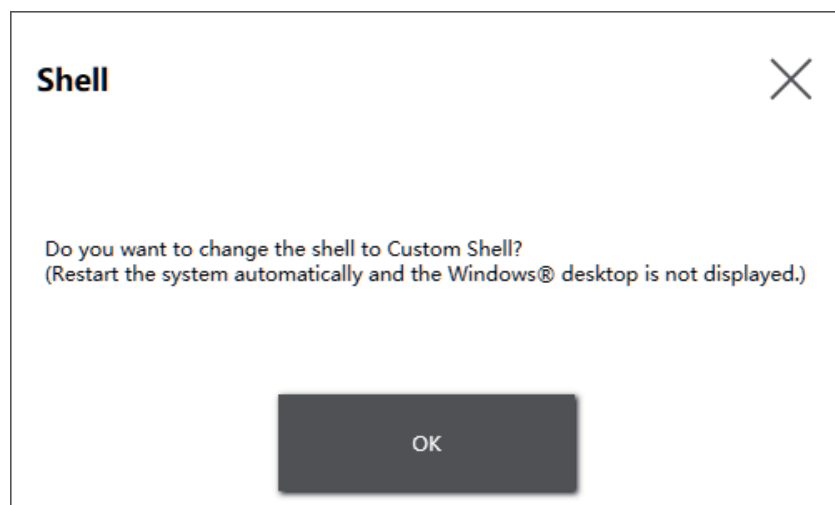 Shell
Do you want to change the shell to Custom Shell?
(Restart the system automatically and the Windows® desktop is not displayed.)
OK